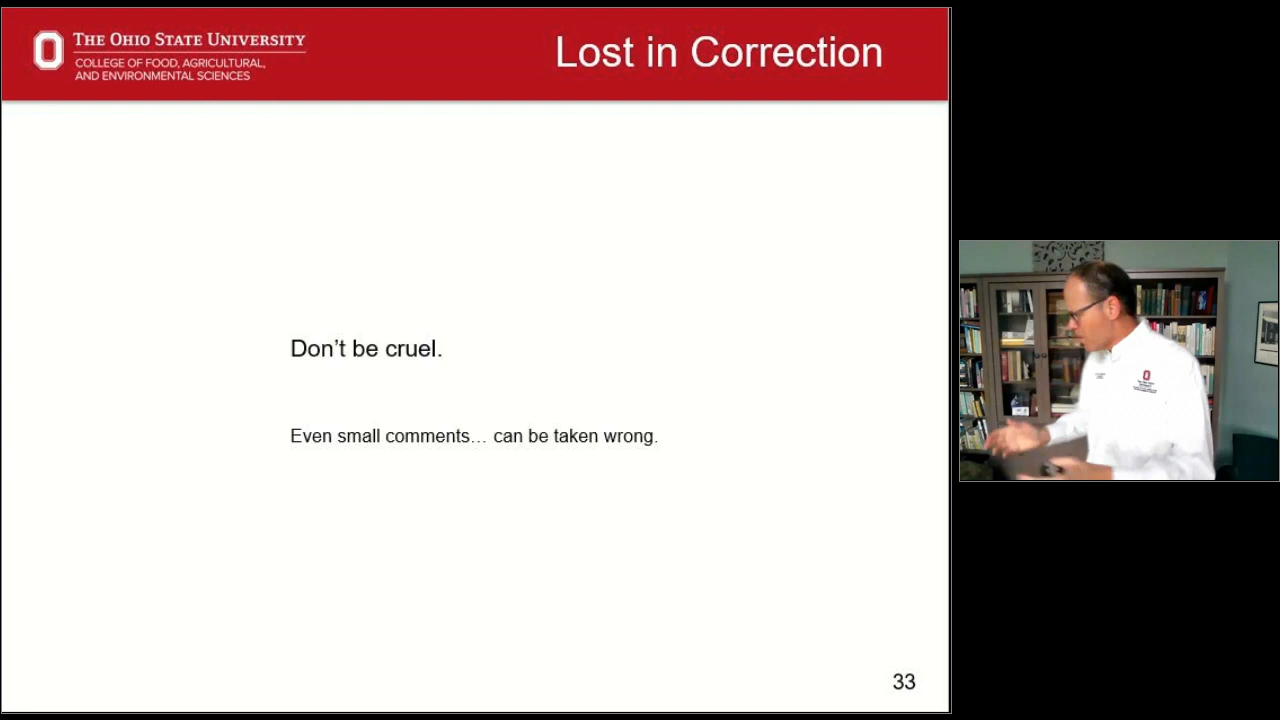 THE OHIO STATE UNIVERSITY
COLLEGE OF FOOD, AGRICULTURAL,
AND ENVIRONMENTAL SCIENCES
Lost in Correction
Don’t be cruel.
Even small comments… can be taken wrong.
33